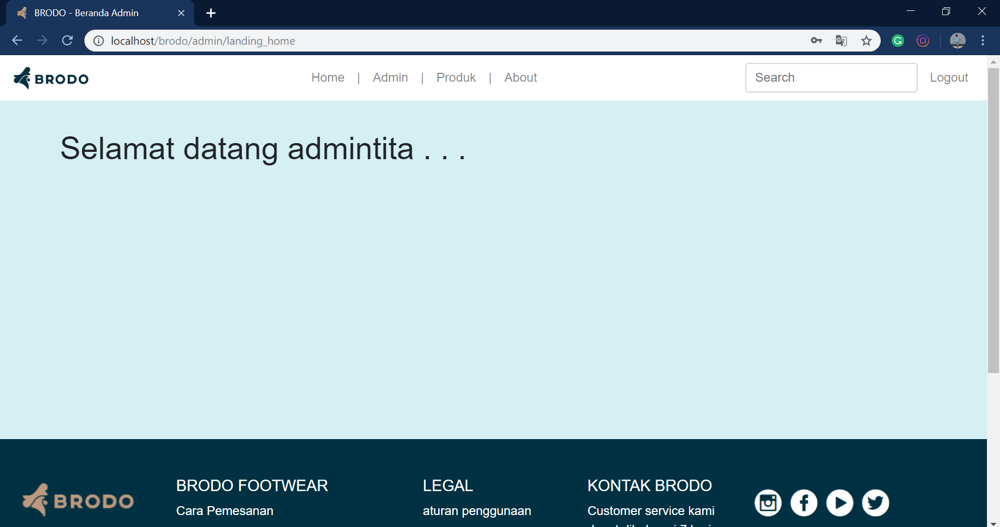 BRODO - Beranda Admin
localhost/brodo/admin/landing_home
BRODO
Home | Admin | Produk | About
Search
Logout
Selamat datang admintita . . .
BRODO
BRODO FOOTWEAR
Cara Pemesanan
LEGAL
aturan penggunaan
KONTAK BRODO
Customer service kami